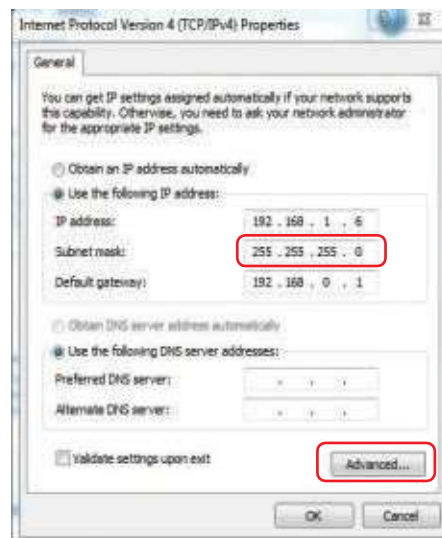 Internet Protocol Version 4 (TCP/IPv4) Properties
General
You can get IP settings assigned automatically if your network supports
this capability. Otherwise, you need to ask your network administrator
for the appropriate IP settings.
Obtain an IP address automatically
Use the following IP address:
IP address: 192 . 168 . 1 . 6
Subnet mask: 255 . 255 . 255 . 0
Default gateway: 192 . 168 . 0 . 1
Obtain DNS server address automatically
Use the following DNS server addresses:
Preferred DNS server: . . .
Alternate DNS server: . . .
Validate settings upon exit
Advanced...
OK Cancel